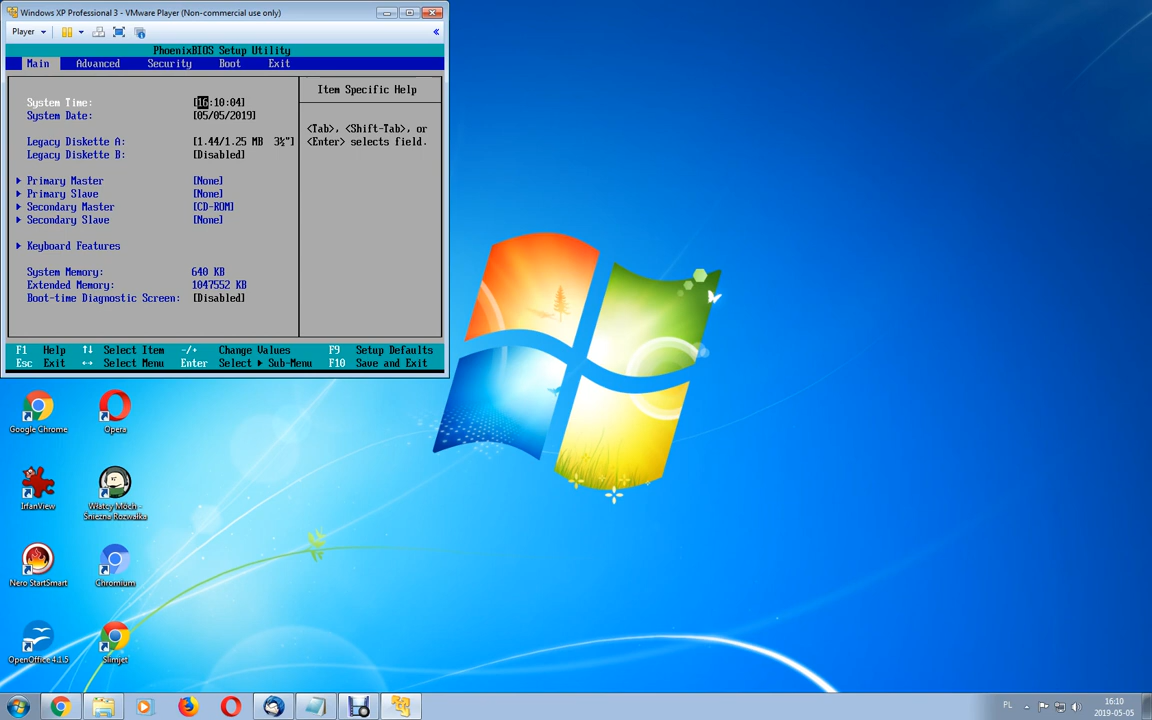 Windows XP Professional 3 - VMware Player (Non-commercial use only)
Player
PhoenixBIOS Setup Utility
Main Advanced Security Boot Exit
System Time: [16:10:04]
System Date: [05/05/2019]
Legacy Diskette A: [1.44/1.25 MB 3½"]
Legacy Diskette B: [Disabled]
Primary Master [None]
Primary Slave [None]
Secondary Master [CD-ROM]
Secondary Slave [None]
Keyboard Features
System Memory: 640 KB
Extended Memory: 1047552 KB
Boot-time Diagnostic Screen: [Disabled]
Item Specific Help
<Tab>, <Shift-Tab>, or
<Enter> selects field.
F1 Help ↑↓ Select Item -/+ Change Values F9 Setup Defaults
Esc Exit ↔ Select Menu Enter Select ▶ Sub-Menu F10 Save and Exit
Google Chrome
Opera
IrfanView
Włatcy Móch -
Śnieżna Rozwałka
Nero StartSmart
Chromium
OpenOffice 4.1.5
Slimjet
PL
16:10
2019-05-05